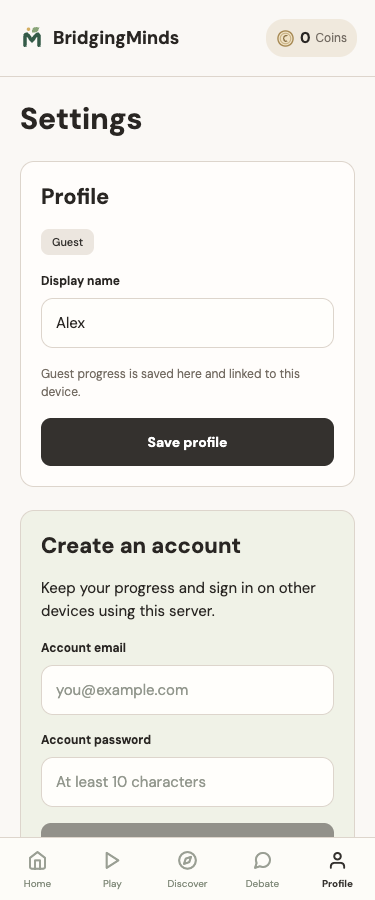 BridgingMinds
0 Coins
Settings
Profile
Guest
Display name
Alex
Guest progress is saved here and linked to this
device.
Save profile
Create an account
Keep your progress and sign in on other
devices using this server.
Account email
you@example.com
Account password
At least 10 characters
Home
Play
Discover
Debate
Profile